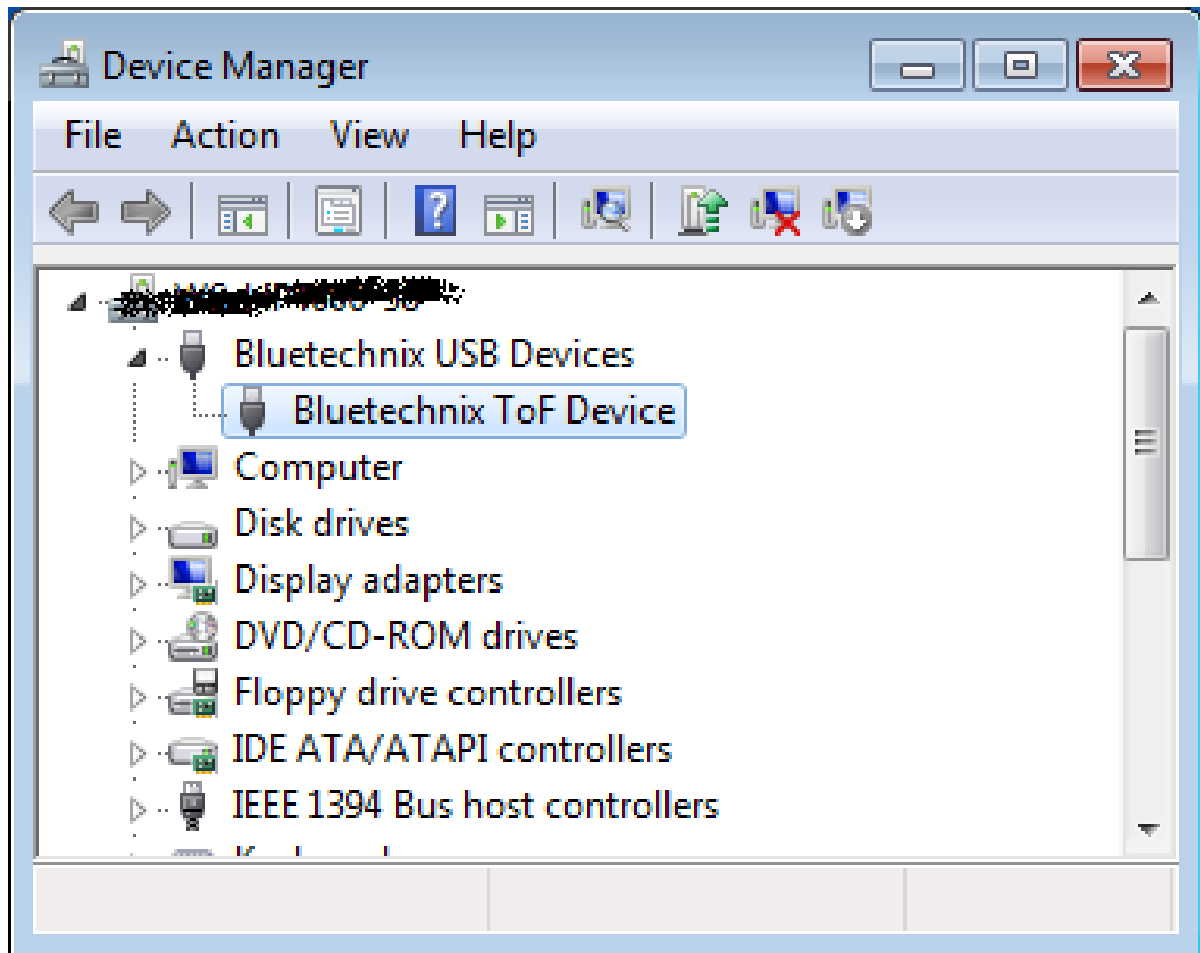 Device Manager
File Action View Help
Bluetechnix USB Devices
Bluetechnix ToF Device
Computer
Disk drives
Display adapters
DVD/CD-ROM drives
Floppy drive controllers
IDE ATA/ATAPI controllers
IEEE 1394 Bus host controllers